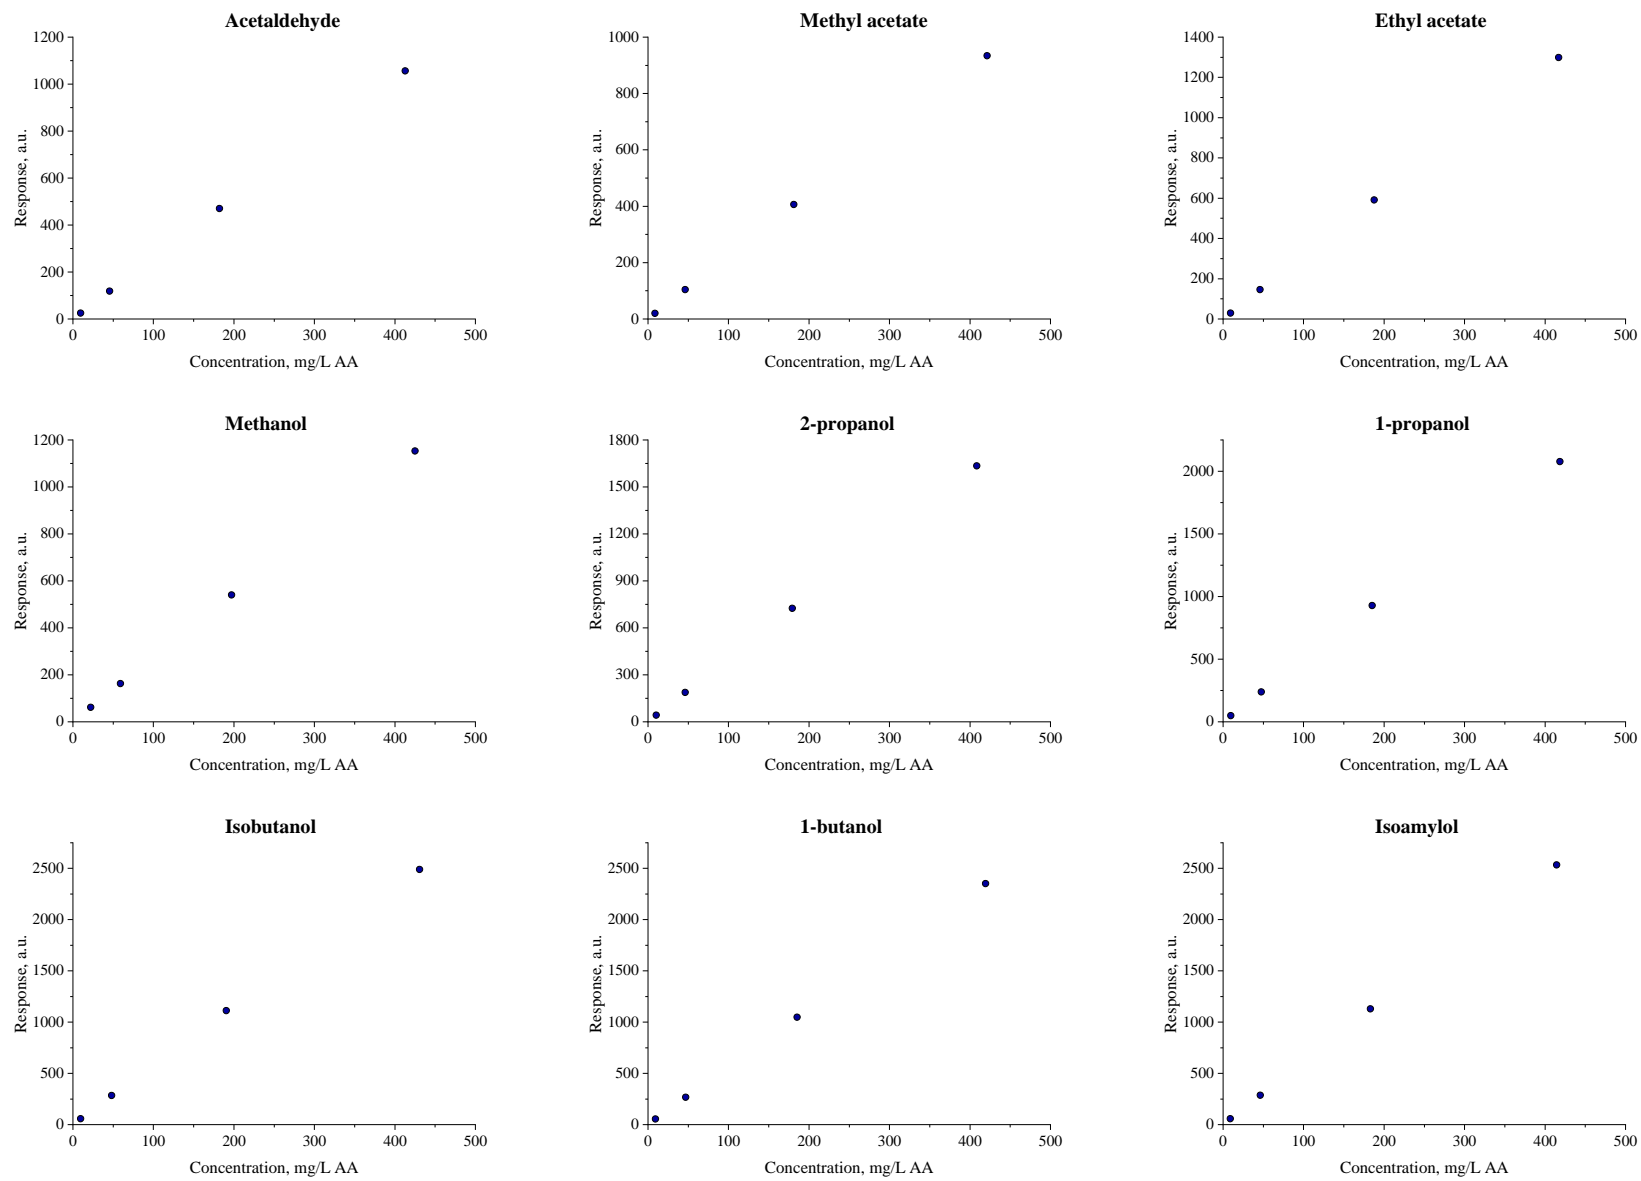 Acetaldehyde
1200
1000
800
600
400
200
0
Response, a.u.
0 100 200 300 400 500
Concentration, mg/L AA
Methyl acetate
1000
800
600
400
200
0
Response, a.u.
0 100 200 300 400 500
Concentration, mg/L AA
Ethyl acetate
1400
1200
1000
800
600
400
200
0
Response, a.u.
0 100 200 300 400 500
Concentration, mg/L AA
Methanol
1200
1000
800
600
400
200
0
Response, a.u.
0 100 200 300 400 500
Concentration, mg/L AA
2-propanol
1800
1500
1200
900
600
300
0
Response, a.u.
0 100 200 300 400 500
Concentration, mg/L AA
1-propanol
2000
1500
1000
500
0
Response, a.u.
0 100 200 300 400 500
Concentration, mg/L AA
Isobutanol
2500
2000
1500
1000
500
0
Response, a.u.
0 100 200 300 400 500
Concentration, mg/L AA
1-butanol
2500
2000
1500
1000
500
0
Response, a.u.
0 100 200 300 400 500
Concentration, mg/L AA
Isoamylol
2500
2000
1500
1000
500
0
Response, a.u.
0 100 200 300 400 500
Concentration, mg/L AA